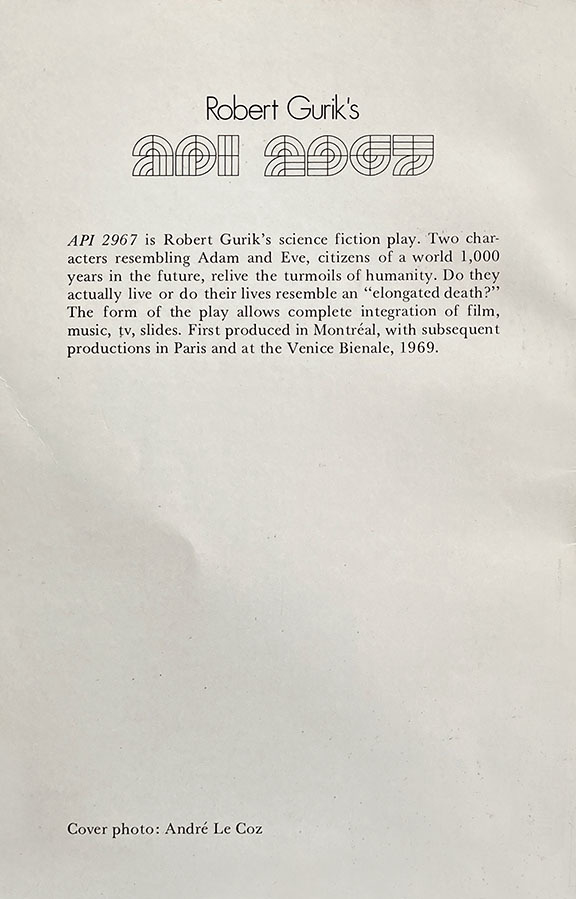 Robert Gurik's
API 2967
API 2967 is Robert Gurik's science fiction play. Two char-
acters resembling Adam and Eve, citizens of a world 1,000
years in the future, relive the turmoils of humanity. Do they
actually live or do their lives resemble an “elongated death?”
The form of the play allows complete integration of film,
music, tv, slides. First produced in Montréal, with subsequent
productions in Paris and at the Venice Bienale, 1969.
Cover photo: André Le Coz